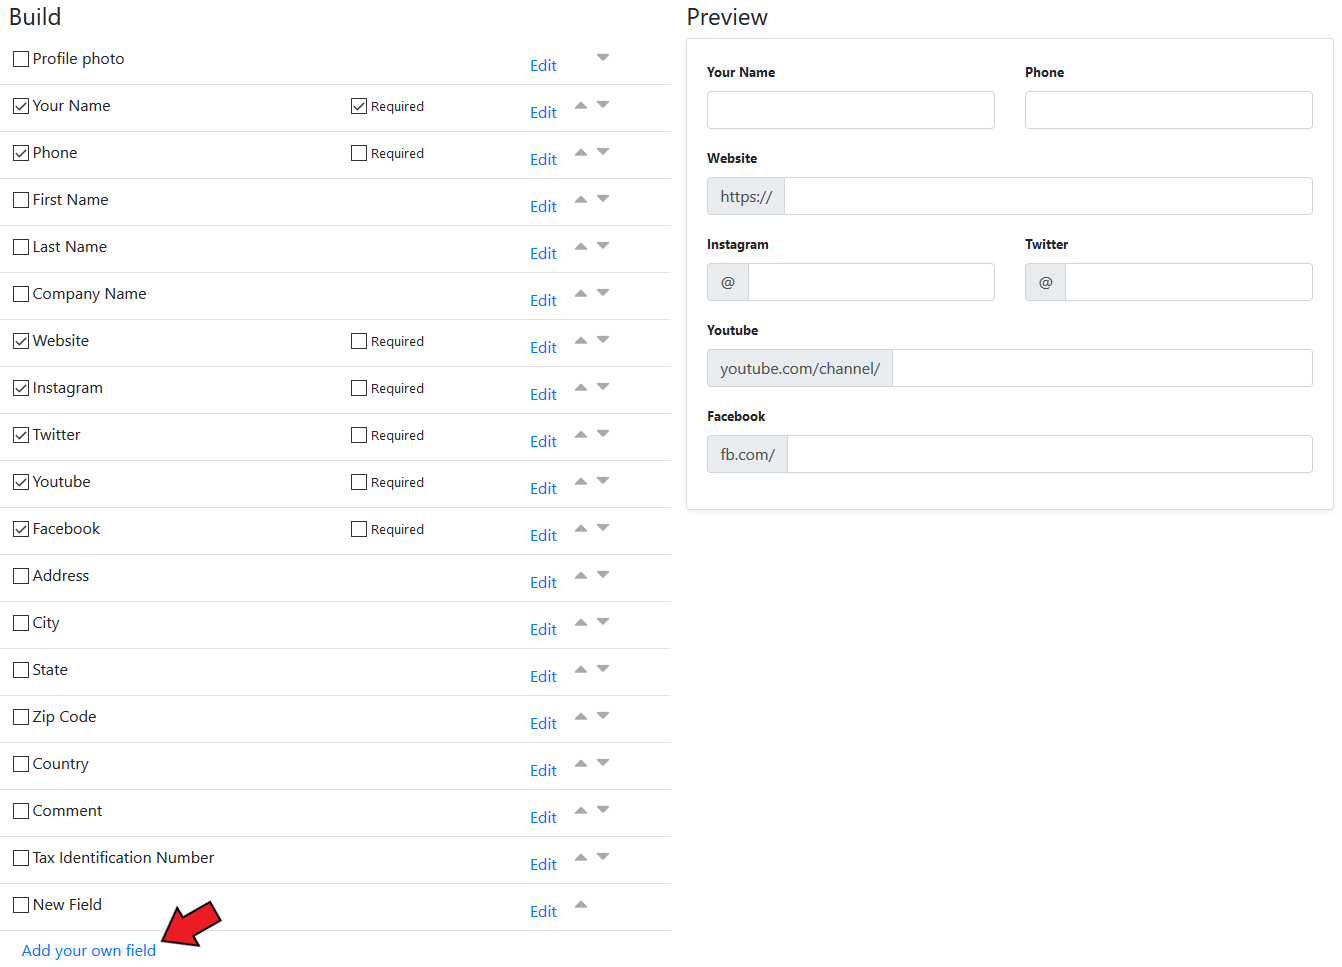 Build
Profile photo Edit
Your Name Required Edit
Phone Required Edit
First Name Edit
Last Name Edit
Company Name Edit
Website Required Edit
Instagram Required Edit
Twitter Required Edit
Youtube Required Edit
Facebook Required Edit
Address Edit
City Edit
State Edit
Zip Code Edit
Country Edit
Comment Edit
Tax Identification Number Edit
New Field Edit
Add your own field
Preview
Your Name Phone
Website
https://
Instagram Twitter
@ @
Youtube
youtube.com/channel/
Facebook
fb.com/